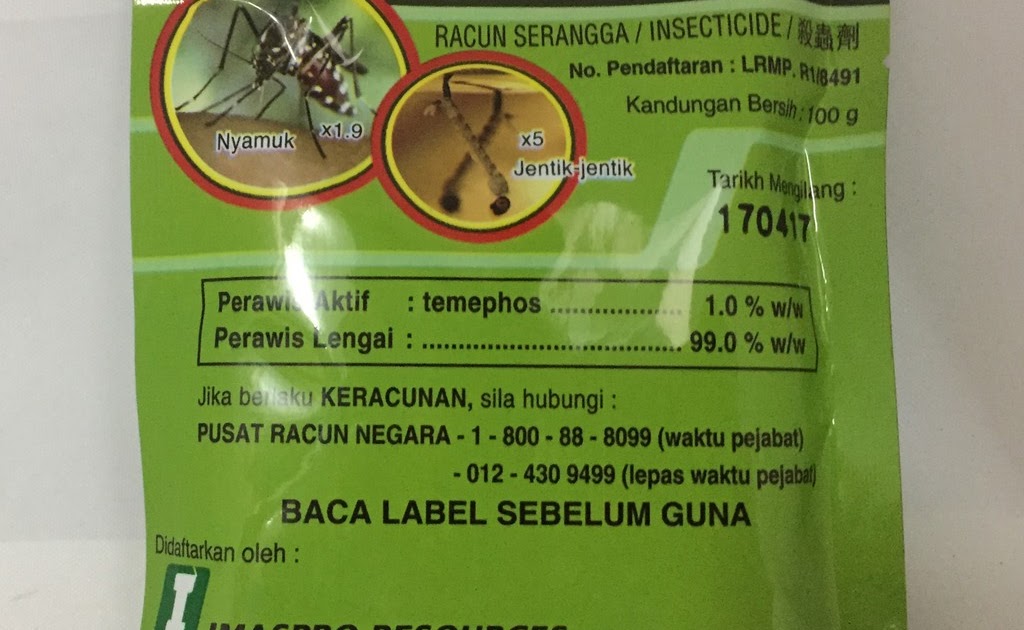 RACUN SERANGGA / INSECTICIDE / 殺蟲劑
No. Pendaftaran : LRMP. R1/8491
Kandungan Bersih : 100 g
Nyamuk x1.9
x5
Jentik-jentik
Tarikh Mengilang :
170417
Perawis Aktif : temephos .................. 1.0 % w/w
Perawis Lengai : ................................... 99.0 % w/w
Jika berlaku KERACUNAN, sila hubungi :
PUSAT RACUN NEGARA - 1 - 800 - 88 - 8099 (waktu pejabat)
- 012 - 430 9499 (lepas waktu pejabat)
BACA LABEL SEBELUM GUNA
Didaftarkan oleh :
IMASPRO RESOURCES